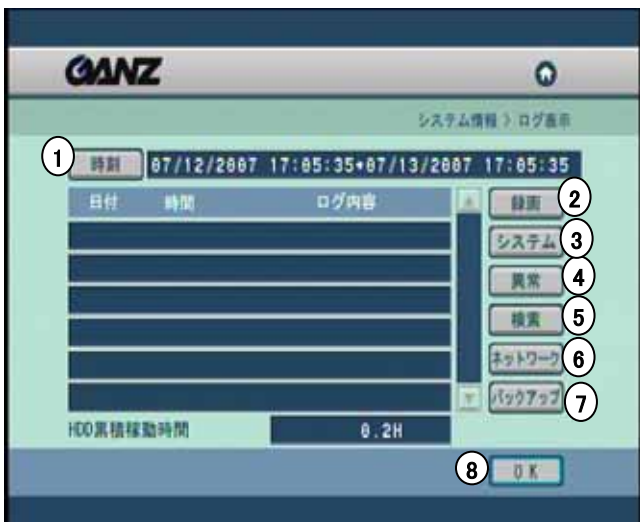 GANZ
システム情報 > ログ表示
1 時刻 07/12/2007 17:05:35→07/13/2007 17:05:35
日付 時間 ログ内容
録画 2
システム 3
異常 4
検索 5
ネットワーク 6
バックアップ 7
HDD累積稼動時間 0.2H
8 OK